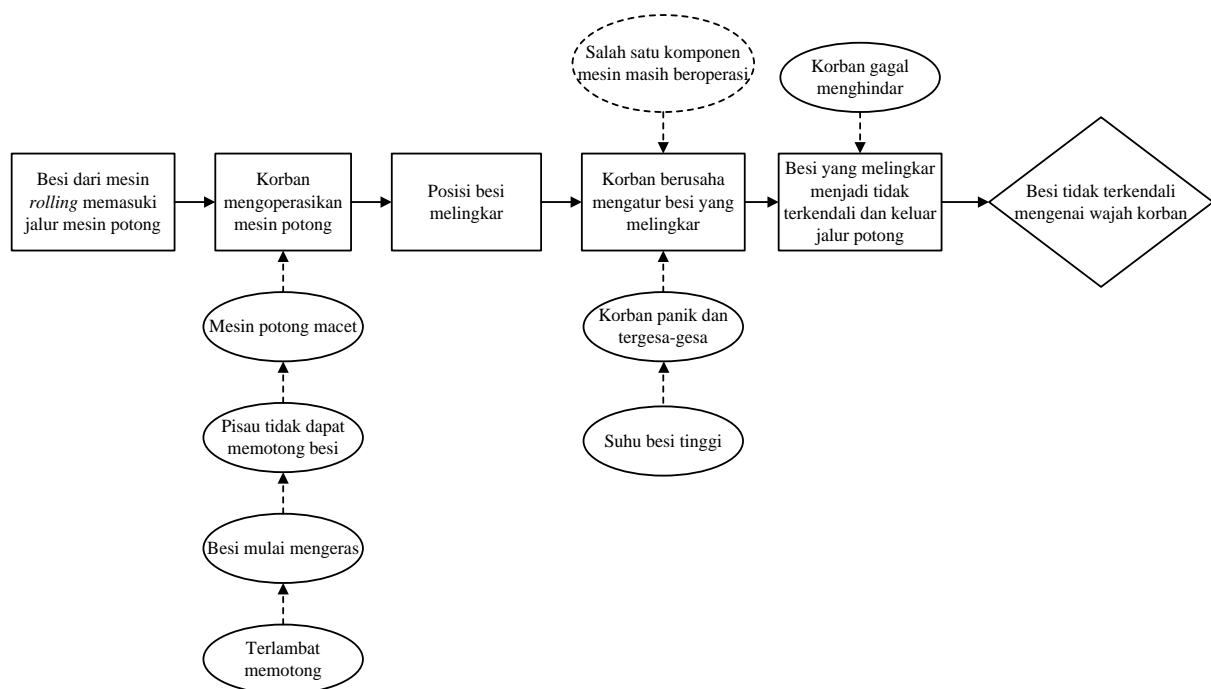 Salah satu komponen
mesin masih beroperasi
Korban gagal
menghindar
Besi dari mesin
rolling memasuki
jalur mesin potong
Korban
mengoperasikan
mesin potong
Posisi besi
melingkar
Korban berusaha
mengatur besi yang
melingkar
Besi yang melingkar
menjadi tidak
terkendali dan keluar
jalur potong
Besi tidak terkendali
mengenai wajah korban
Mesin potong macet
Korban panik dan
tergesa-gesa
Pisau tidak dapat
memotong besi
Suhu besi tinggi
Besi mulai mengeras
Terlambat
memotong